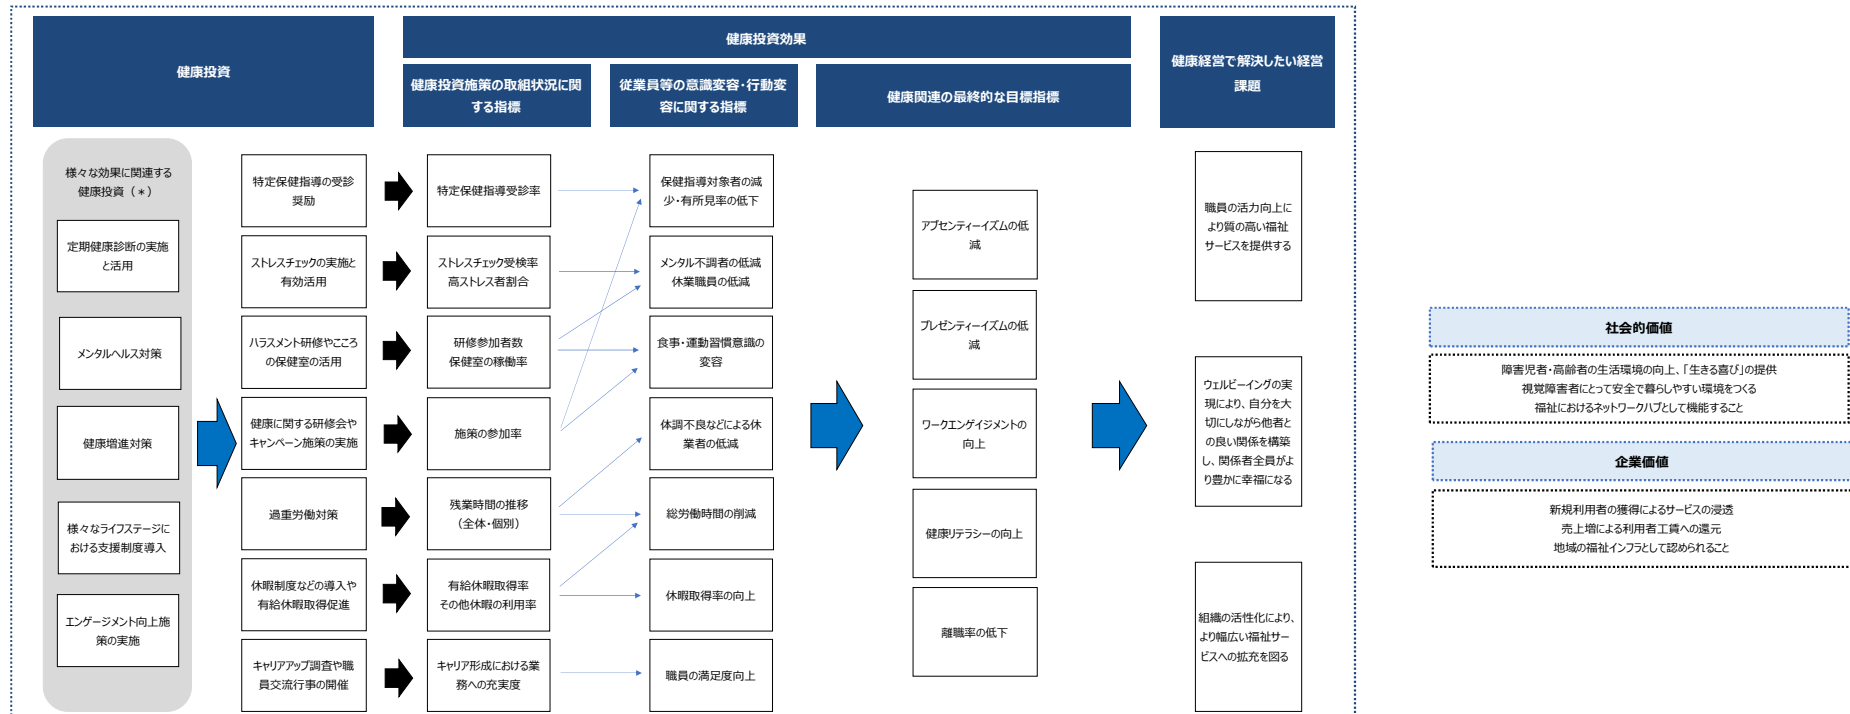 健康投資
健康投資効果
健康投資施策の取組状況に関
する指標
従業員等の意識変容・行動変
容に関する指標
健康関連の最終的な目標指標
健康経営で解決したい経営
課題
様々な効果に関連する
健康投資（＊）
定期健康診断の実施
と活用
メンタルヘルス対策
健康増進対策
様々なライフステージに
おける支援制度導入
エンゲージメント向上施
策の実施
特定保健指導の受診
奨励
ストレスチェックの実施と
有効活用
ハラスメント研修やこころ
の保健室の活用
健康に関する研修会や
キャンペーン施策の実施
過重労働対策
休暇制度などの導入や
有給休暇取得促進
キャリアアップ調査や職
員交流行事の開催
特定保健指導受診率
ストレスチェック受検率
高ストレス者割合
研修参加者数
保健室の稼働率
施策の参加率
残業時間の推移
（全体・個別）
有給休暇取得率
その他休暇の利用率
キャリア形成における業
務への充実度
保健指導対象者の減
少・有所見率の低下
メンタル不調者の低減
休業職員の低減
食事・運動習慣意識の
変容
体調不良などによる休
業者の低減
総労働時間の削減
休暇取得率の向上
職員の満足度向上
アブセンティーイズムの低
減
プレゼンティーイズムの低
減
ワークエンゲイジメントの
向上
健康リテラシーの向上
離職率の低下
職員の活力向上に
より質の高い福祉
サービスを提供する
ウェルビーイングの実
現により、自分を大
切にしながら他者と
の良い関係を構築
し、関係者全員がよ
り豊かに幸福になる
組織の活性化により、
より幅広い福祉サー
ビスへの拡充を図る
社会的価値
障害児者・高齢者の生活環境の向上、「生きる喜び」の提供
視覚障害者にとって安全で暮らしやすい環境をつくる
福祉におけるネットワークハブとして機能すること
企業価値
新規利用者の獲得によるサービスの浸透
売上増による利用者工賃への還元
地域の福祉インフラとして認められること